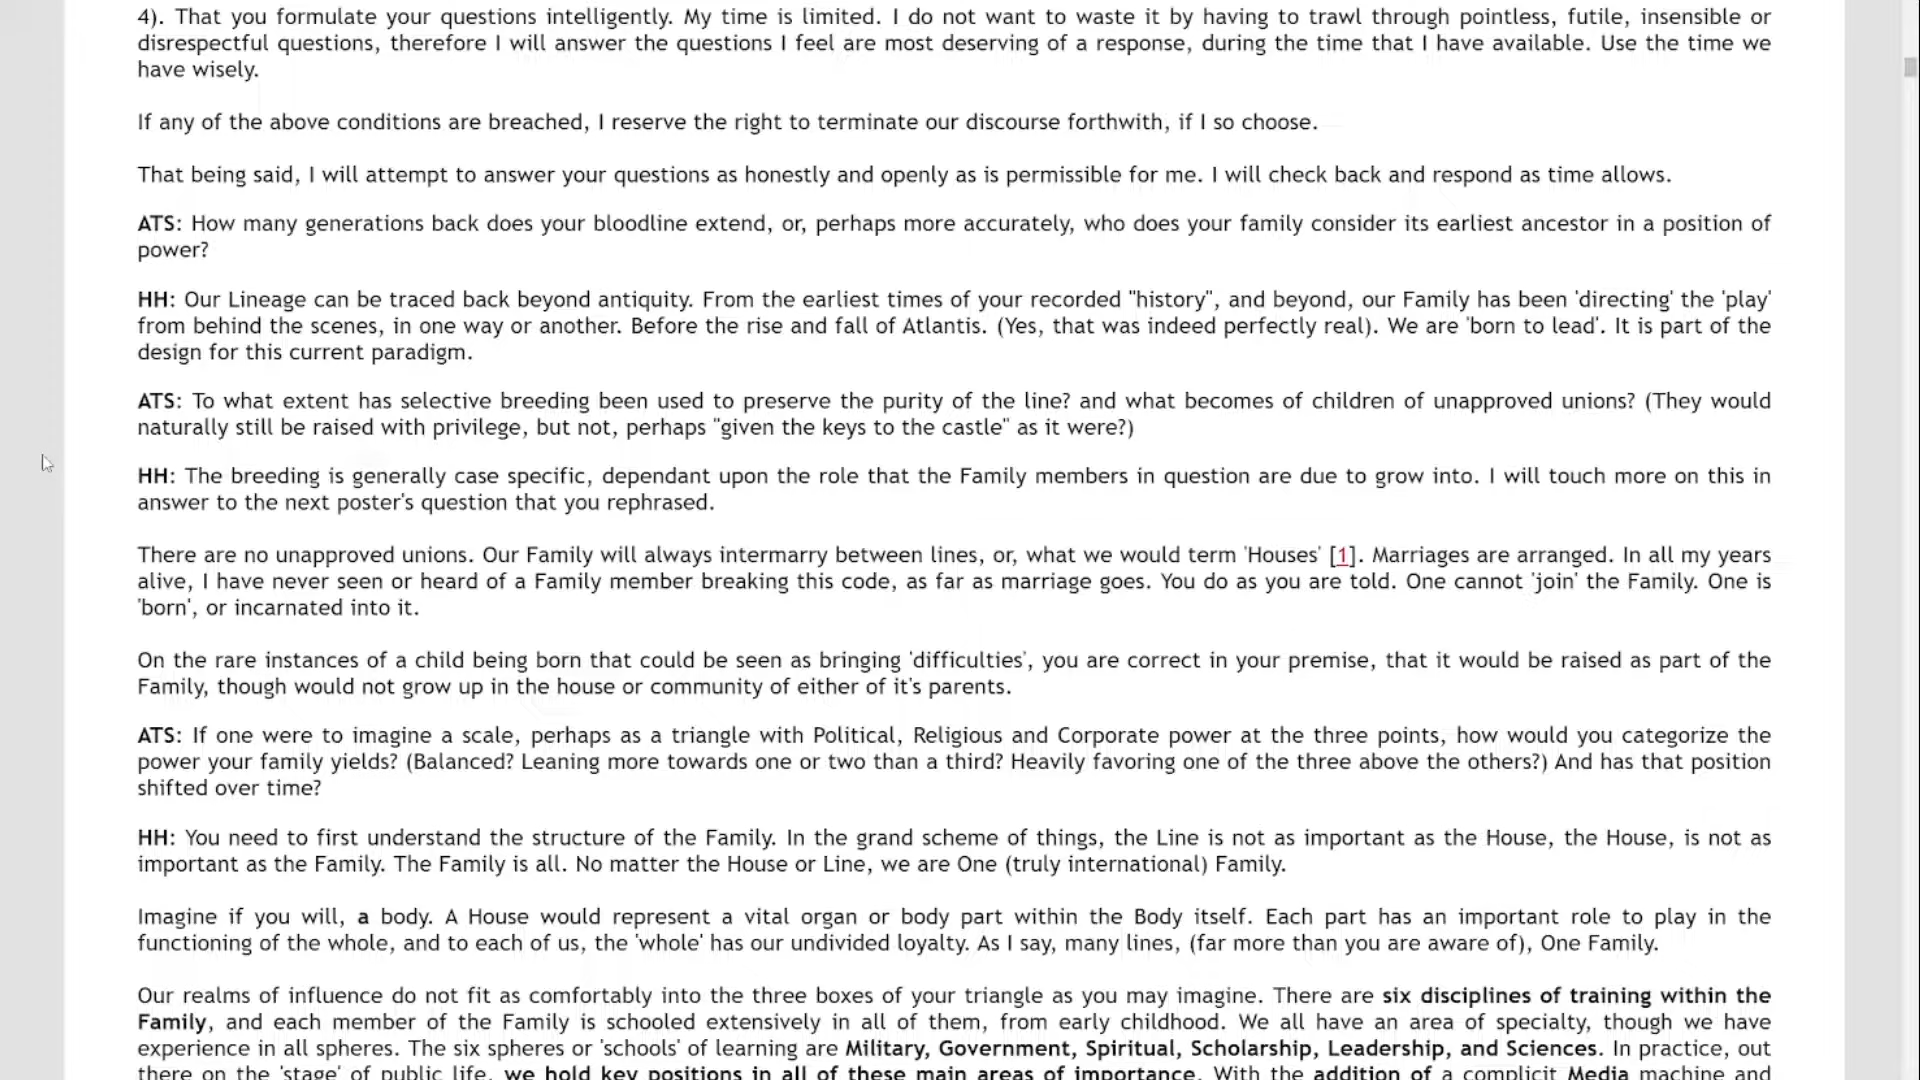 4). That you formulate your questions intelligently. My time is limited. I do not want to waste it by having to trawl through pointless, futile, insensible or
disrespectful questions, therefore I will answer the questions I feel are most deserving of a response, during the time that I have available. Use the time we
have wisely.
If any of the above conditions are breached, I reserve the right to terminate our discourse forthwith, if I so choose.
That being said, I will attempt to answer your questions as honestly and openly as is permissible for me. I will check back and respond as time allows.
ATS: How many generations back does your bloodline extend, or, perhaps more accurately, who does your family consider its earliest ancestor in a position of
power?
HH: Our Lineage can be traced back beyond antiquity. From the earliest times of your recorded "history", and beyond, our Family has been 'directing' the 'play'
from behind the scenes, in one way or another. Before the rise and fall of Atlantis. (Yes, that was indeed perfectly real). We are 'born to lead'. It is part of the
design for this current paradigm.
ATS: To what extent has selective breeding been used to preserve the purity of the line? and what becomes of children of unapproved unions? (They would
naturally still be raised with privilege, but not, perhaps "given the keys to the castle" as it were?)
HH: The breeding is generally case specific, dependant upon the role that the Family members in question are due to grow into. I will touch more on this in
answer to the next poster's question that you rephrased.
There are no unapproved unions. Our Family will always intermarry between lines, or, what we would term 'Houses' [1]. Marriages are arranged. In all my years
alive, I have never seen or heard of a Family member breaking this code, as far as marriage goes. You do as you are told. One cannot 'join' the Family. One is
'born', or incarnated into it.
On the rare instances of a child being born that could be seen as bringing 'difficulties', you are correct in your premise, that it would be raised as part of the
Family, though would not grow up in the house or community of either of it's parents.
ATS: If one were to imagine a scale, perhaps as a triangle with Political, Religious and Corporate power at the three points, how would you categorize the
power your family yields? (Balanced? Leaning more towards one or two than a third? Heavily favoring one of the three above the others?) And has that position
shifted over time?
HH: You need to first understand the structure of the Family. In the grand scheme of things, the Line is not as important as the House, the House, is not as
important as the Family. The Family is all. No matter the House or Line, we are One (truly international) Family.
Imagine if you will, a body. A House would represent a vital organ or body part within the Body itself. Each part has an important role to play in the
functioning of the whole, and to each of us, the 'whole' has our undivided loyalty. As I say, many lines, (far more than you are aware of), One Family.
Our realms of influence do not fit as comfortably into the three boxes of your triangle as you may imagine. There are six disciplines of training within the
Family, and each member of the Family is schooled extensively in all of them, from early childhood. We all have an area of specialty, though we have
experience in all spheres. The six spheres or 'schools' of learning are Military, Government, Spiritual, Scholarship, Leadership, and Sciences. In practice, out
there on the 'stage' of public life, we hold key positions in all of these main areas of importance. With the addition of a complicit Media machine and